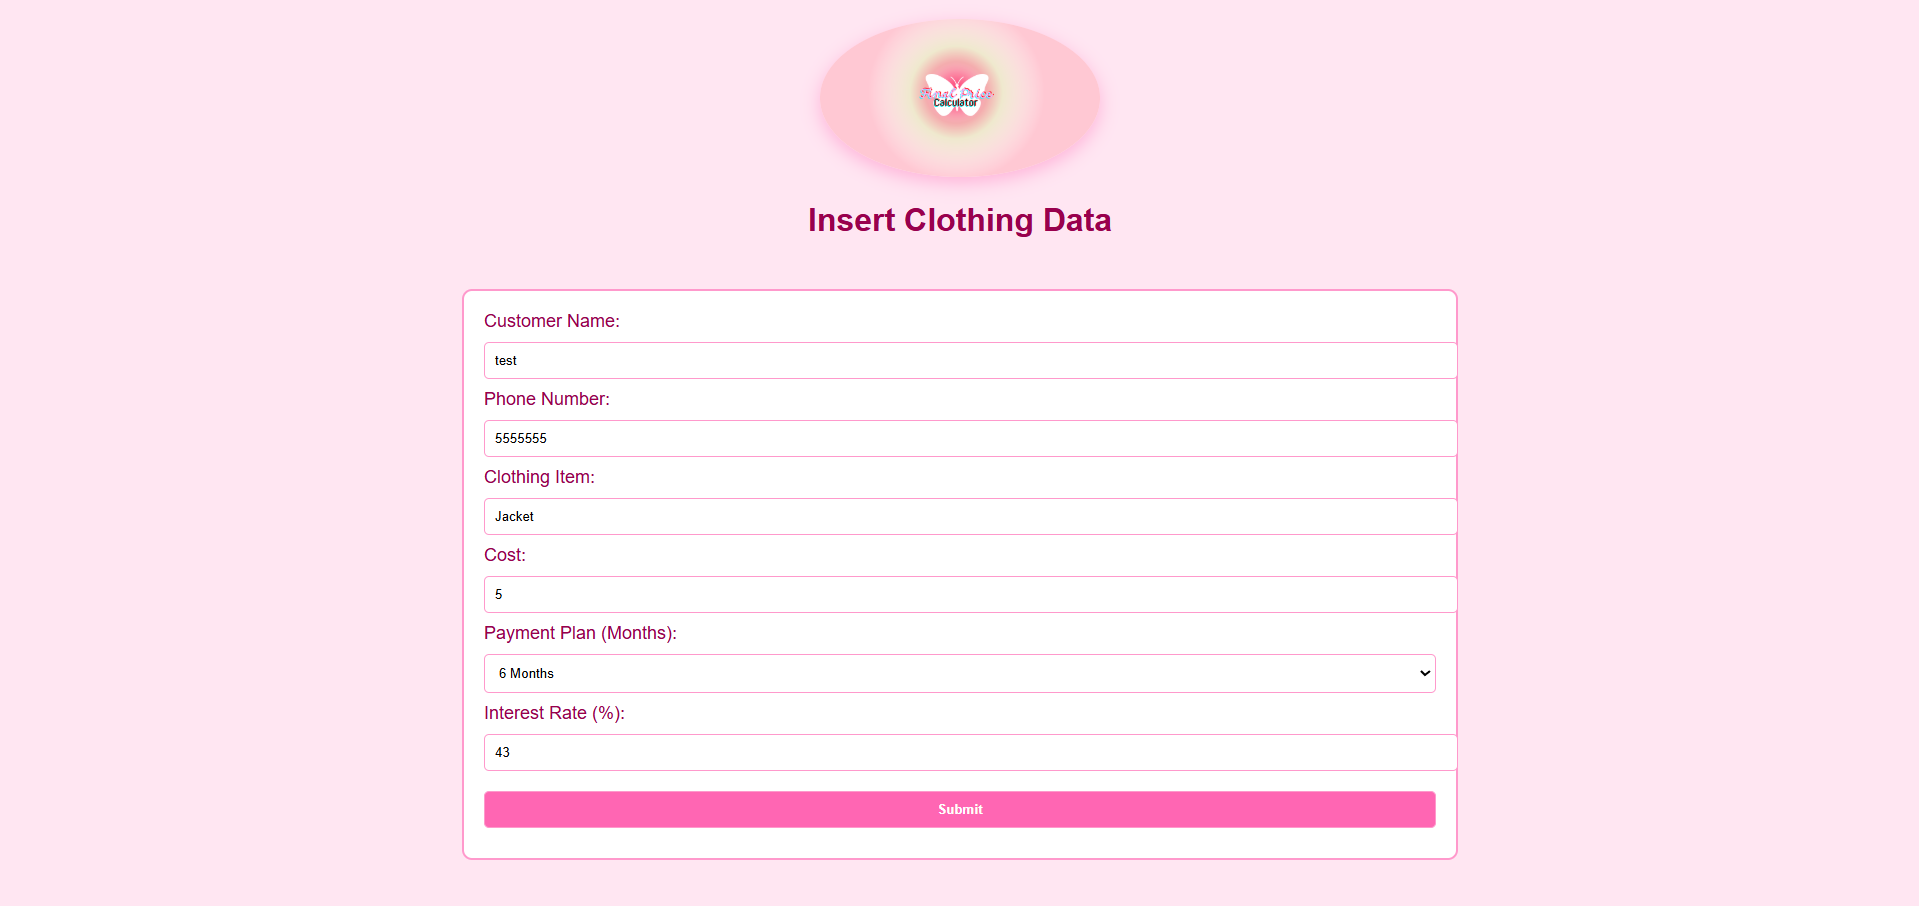 Final Price
Calculator
Insert Clothing Data
Customer Name:
test
Phone Number:
5555555
Clothing Item:
Jacket
Cost:
5
Payment Plan (Months):
6 Months
Interest Rate (%):
43
Submit